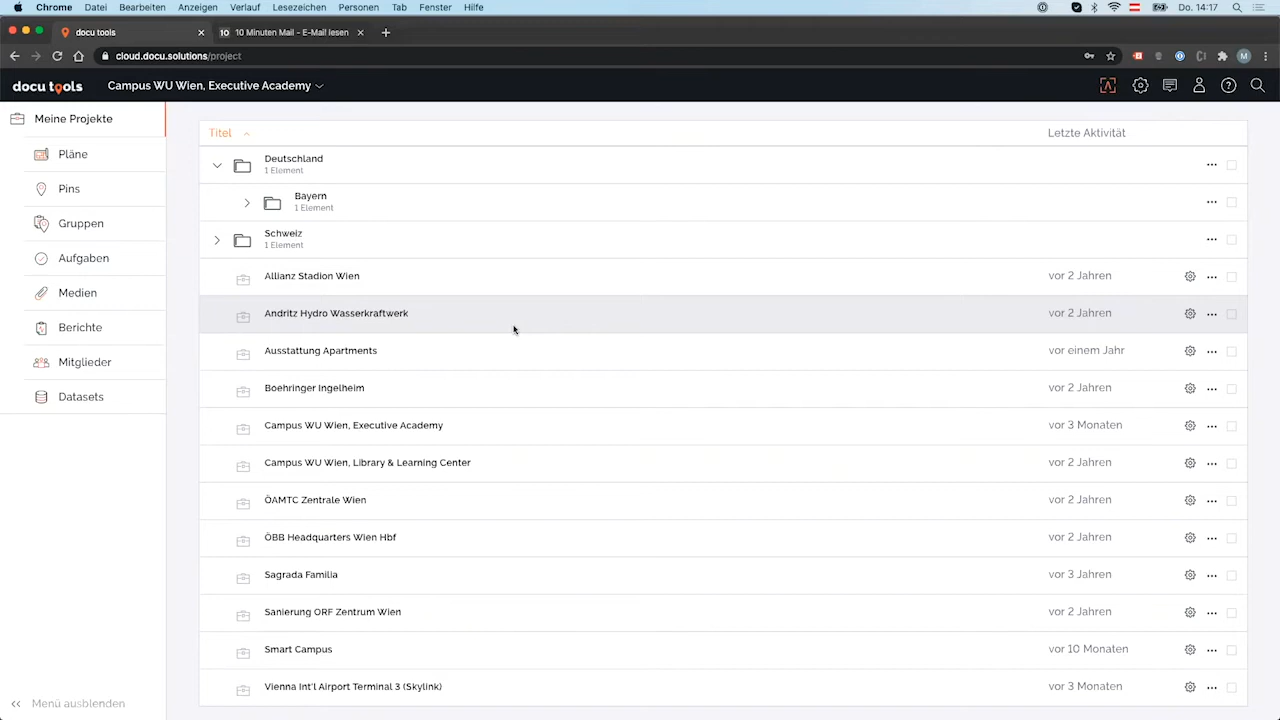 Chrome Datei Bearbeiten Anzeigen Verlauf Lesezeichen Personen Tab Fenster Hilfe Do. 14:17
docu tools 10 10 Minuten Mail - E-Mail lesen
cloud.docu.solutions/project M
docu tools Campus WU Wien, Executive Academy
Meine Projekte
Pläne
Pins
Gruppen
Aufgaben
Medien
Berichte
Mitglieder
Datasets
Menü ausblenden
Titel Letzte Aktivität
Deutschland
1 Element
Bayern
1 Element
Schweiz
1 Element
Allianz Stadion Wien vor 2 Jahren
Andritz Hydro Wasserkraftwerk vor 2 Jahren
Ausstattung Apartments vor einem Jahr
Boehringer Ingelheim vor 2 Jahren
Campus WU Wien, Executive Academy vor 3 Monaten
Campus WU Wien, Library & Learning Center vor 2 Jahren
ÖAMTC Zentrale Wien vor 2 Jahren
ÖBB Headquarters Wien Hbf vor 2 Jahren
Sagrada Familia vor 3 Jahren
Sanierung ORF Zentrum Wien vor 2 Jahren
Smart Campus vor 10 Monaten
Vienna Int'l Airport Terminal 3 (Skylink) vor 3 Monaten